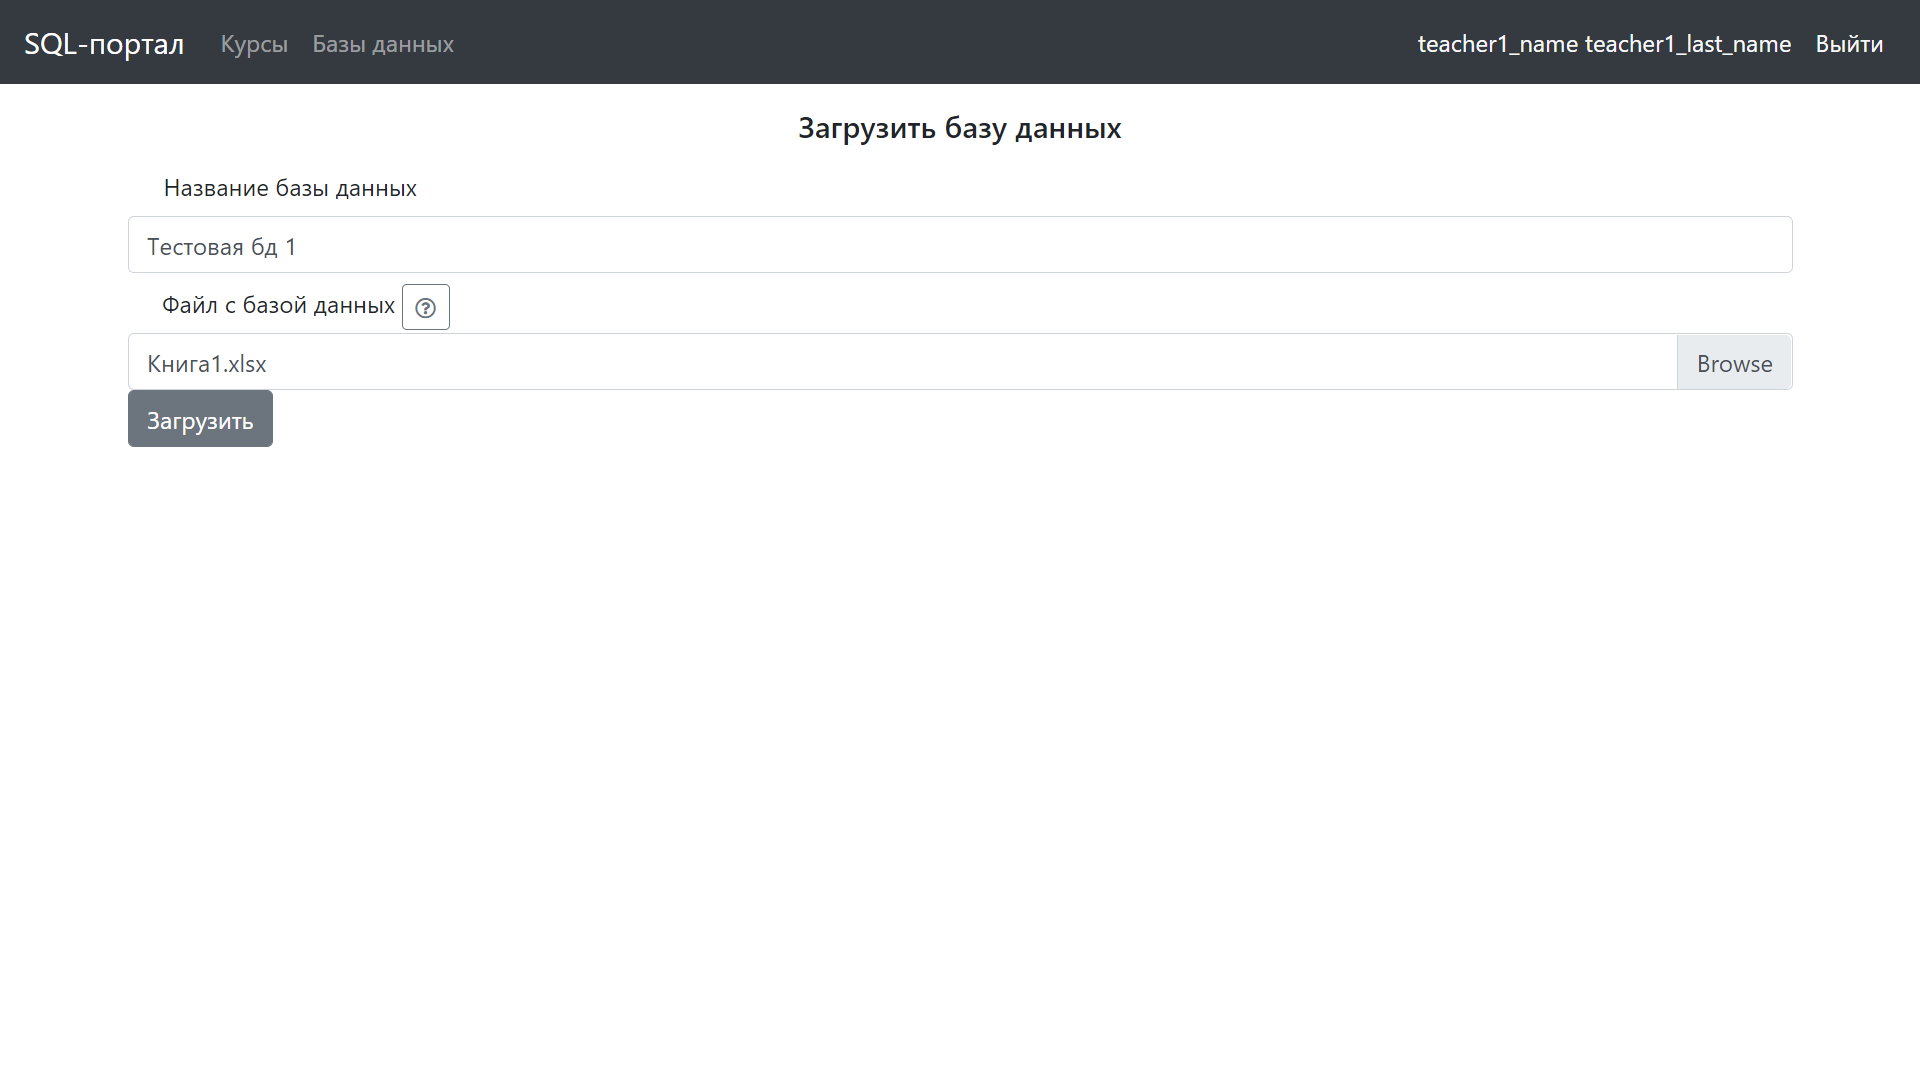 SQL-портал Курсы Базы данных teacher1_name teacher1_last_name Выйти
Загрузить базу данных
Название базы данных
Тестовая бд 1
Файл с базой данных
Книга1.xlsx Browse
Загрузить